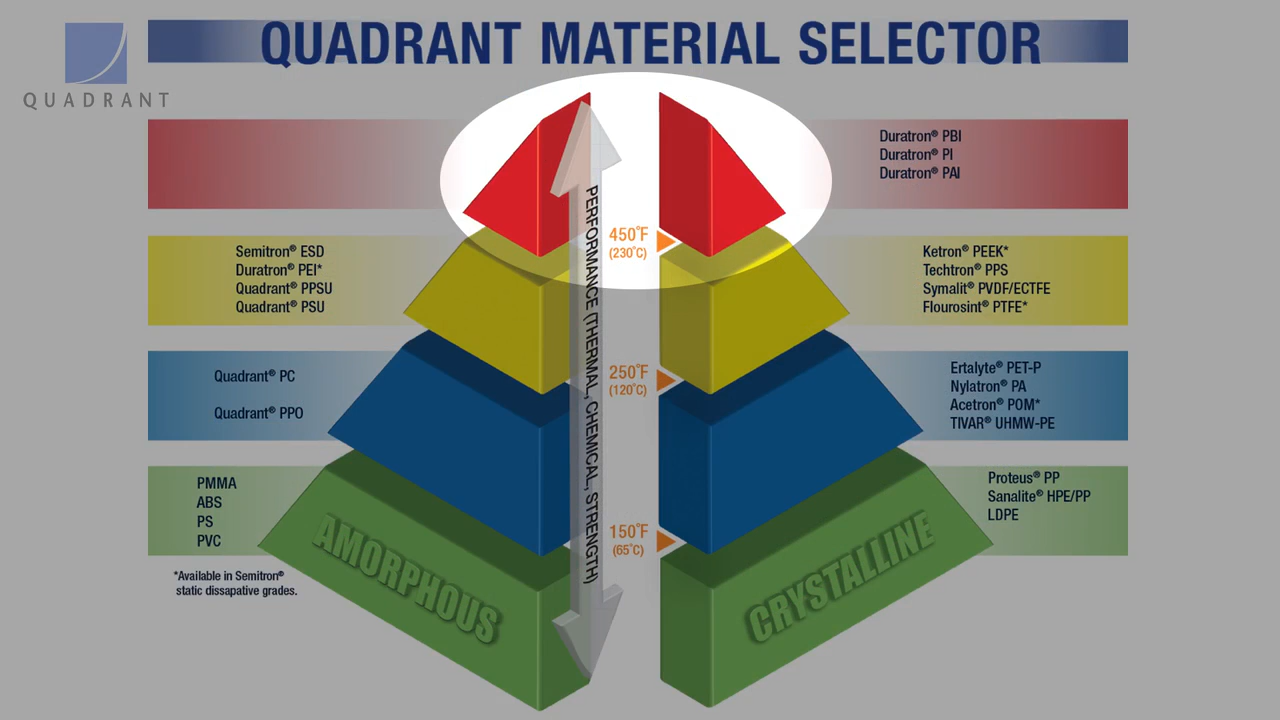 QUADRANT MATERIAL SELECTOR
QUADRANT
Duratron® PBI
Duratron® PI
Duratron® PAI
PERFORMANCE (THERMAL, CHEMICAL, STRENGTH)
450°F
(230°C)
Semitron® ESD
Duratron® PEI*
Quadrant® PPSU
Quadrant® PSU
Ketron® PEEK*
Techtron® PPS
Symalit® PVDF/ECTFE
Flourosint® PTFE*
250°F
(120°C)
Quadrant® PC
Quadrant® PPO
Ertalyte® PET-P
Nylatron® PA
Acetron® POM*
TIVAR® UHMW-PE
150°F
(65°C)
PMMA
ABS
PS
PVC
Proteus® PP
Sanalite® HPE/PP
LDPE
AMORPHOUS
CRYSTALLINE
*Available in Semitron®
static dissapative grades.